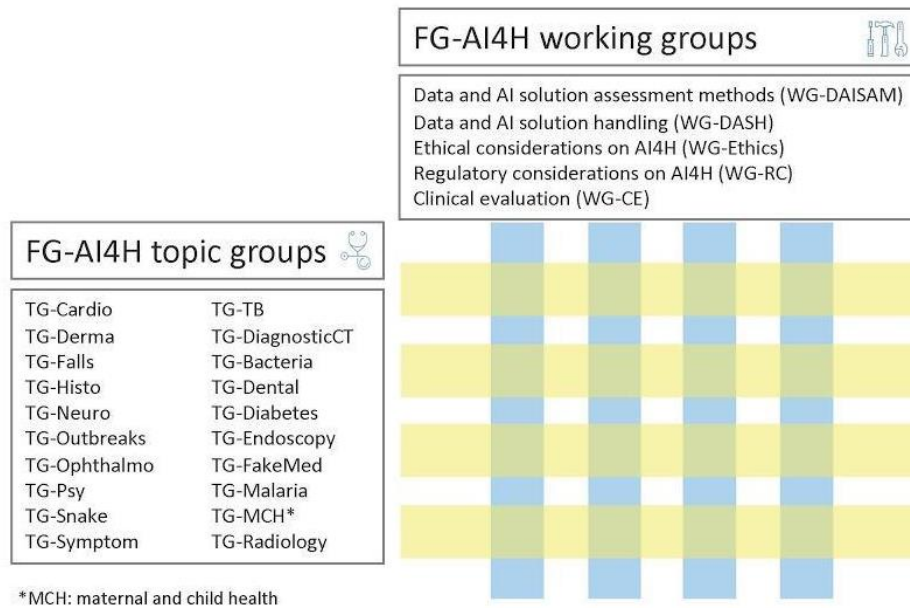 FG-AI4H working groups
Data and AI solution assessment methods (WG-DAISAM)
Data and AI solution handling (WG-DASH)
Ethical considerations on AI4H (WG-Ethics)
Regulatory considerations on AI4H (WG-RC)
Clinical evaluation (WG-CE)
FG-AI4H topic groups
TG-Cardio
TG-Derma
TG-Falls
TG-Histo
TG-Neuro
TG-Outbreaks
TG-Ophthalmo
TG-Psy
TG-Snake
TG-Symptom
TG-TB
TG-DiagnosticCT
TG-Bacteria
TG-Dental
TG-Diabetes
TG-Endoscopy
TG-FakeMed
TG-Malaria
TG-MCH*
TG-Radiology
*MCH: maternal and child health